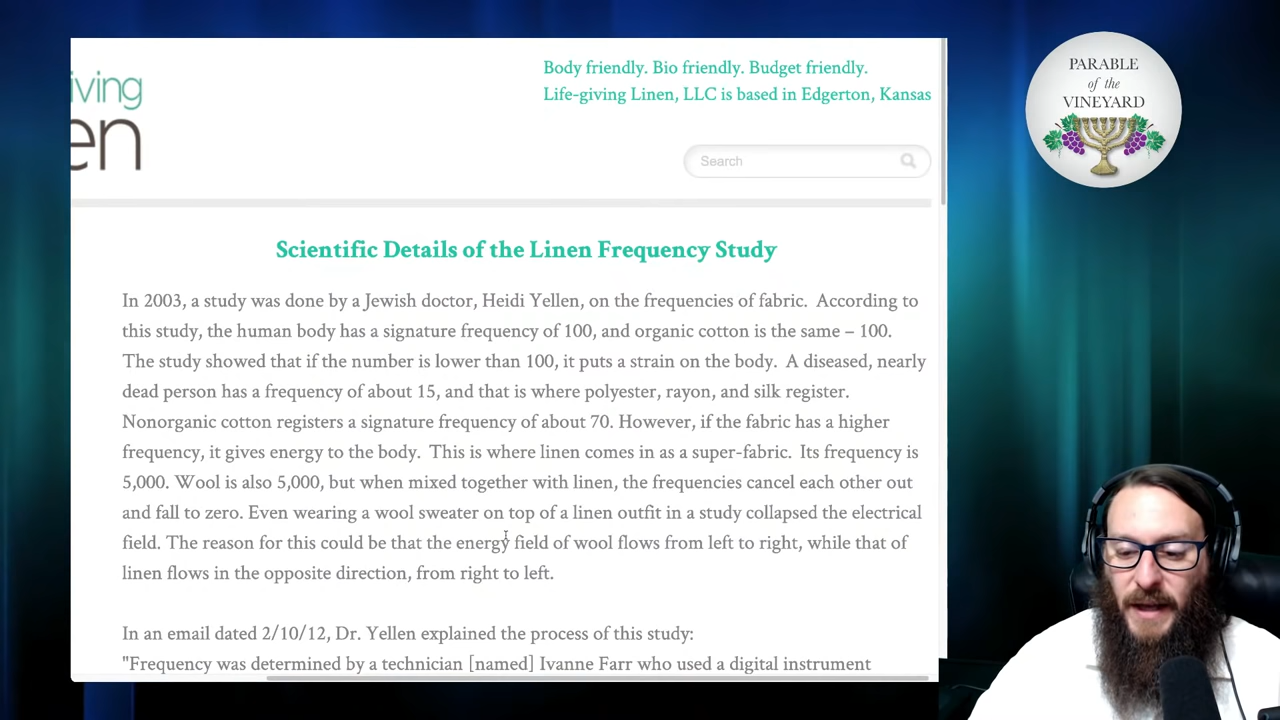 iving
en
Body friendly. Bio friendly. Budget friendly.
Life-giving Linen, LLC is based in Edgerton, Kansas
Search
PARABLE
of the
VINEYARD
Scientific Details of the Linen Frequency Study
In 2003, a study was done by a Jewish doctor, Heidi Yellen, on the frequencies of fabric.  According to
this study, the human body has a signature frequency of 100, and organic cotton is the same – 100.
The study showed that if the number is lower than 100, it puts a strain on the body.  A diseased, nearly
dead person has a frequency of about 15, and that is where polyester, rayon, and silk register.
Nonorganic cotton registers a signature frequency of about 70. However, if the fabric has a higher
frequency, it gives energy to the body.  This is where linen comes in as a super-fabric.  Its frequency is
5,000. Wool is also 5,000, but when mixed together with linen, the frequencies cancel each other out
and fall to zero. Even wearing a wool sweater on top of a linen outfit in a study collapsed the electrical
field. The reason for this could be that the energy field of wool flows from left to right, while that of
linen flows in the opposite direction, from right to left.
In an email dated 2/10/12, Dr. Yellen explained the process of this study:
"Frequency was determined by a technician [named] Ivanne Farr who used a digital instrument